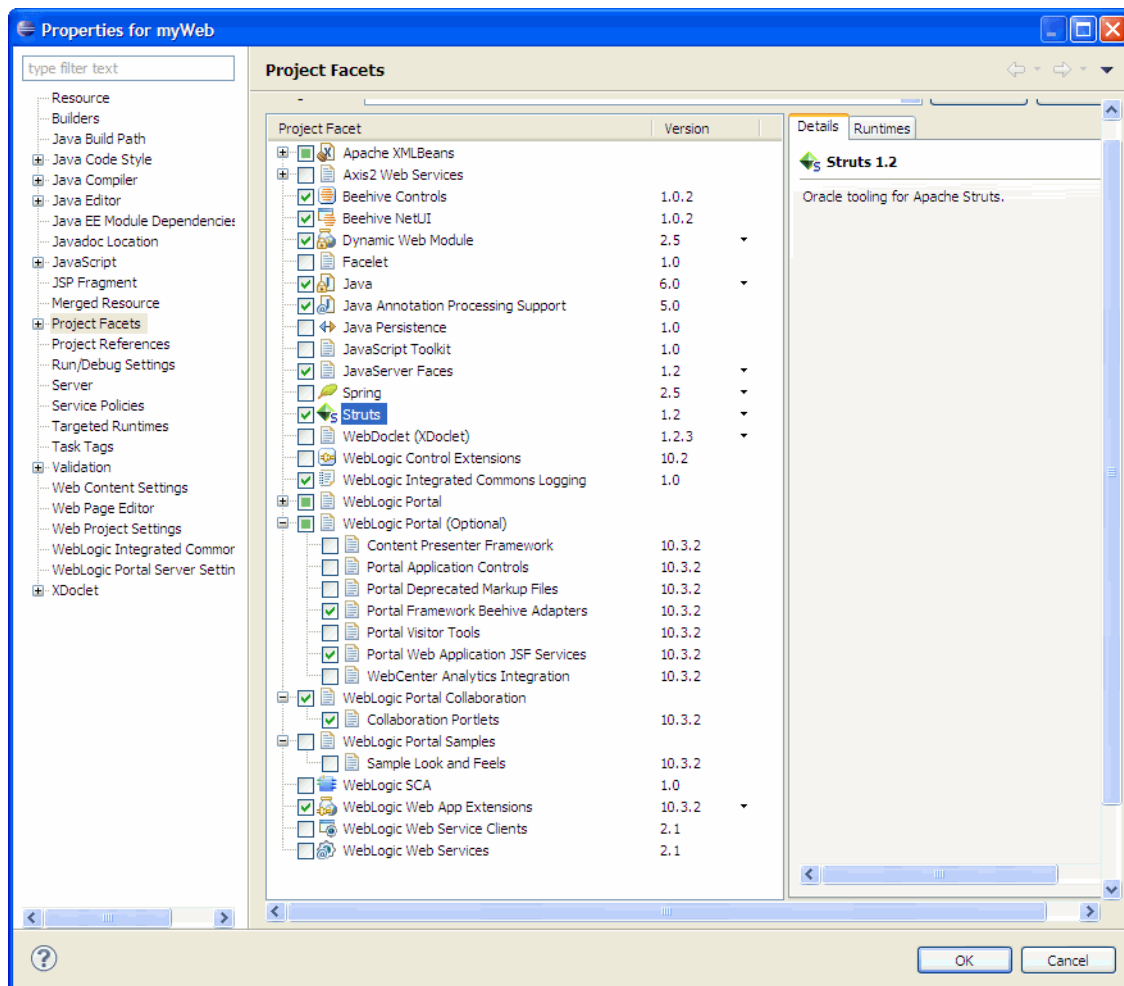 Properties for myWeb
type filter text
Resource
Builders
Java Build Path
Java Code Style
Java Compiler
Java Editor
Java EE Module Dependencies
Javadoc Location
JavaScript
JSP Fragment
Merged Resource
Project Facets
Project References
Run/Debug Settings
Server
Service Policies
Targeted Runtimes
Task Tags
Validation
Web Content Settings
Web Page Editor
Web Project Settings
WebLogic Integrated Common
WebLogic Portal Server Settin
XDoclet
Project Facets
Project Facet Version
Apache XMLBeans
Axis2 Web Services
Beehive Controls 1.0.2
Beehive NetUI 1.0.2
Dynamic Web Module 2.5
Facelet 1.0
Java 6.0
Java Annotation Processing Support 5.0
Java Persistence 1.0
JavaScript Toolkit 1.0
JavaServer Faces 1.2
Spring 2.5
Struts 1.2
WebDoclet (XDoclet) 1.2.3
WebLogic Control Extensions 10.2
WebLogic Integrated Commons Logging 1.0
WebLogic Portal
WebLogic Portal (Optional)
Content Presenter Framework 10.3.2
Portal Application Controls 10.3.2
Portal Deprecated Markup Files 10.3.2
Portal Framework Beehive Adapters 10.3.2
Portal Visitor Tools 10.3.2
Portal Web Application JSF Services 10.3.2
WebCenter Analytics Integration 10.3.2
WebLogic Portal Collaboration
Collaboration Portlets 10.3.2
WebLogic Portal Samples
Sample Look and Feels 10.3.2
WebLogic SCA 1.0
WebLogic Web App Extensions 10.3.2
WebLogic Web Service Clients 2.1
WebLogic Web Services 2.1
Details Runtimes
Struts 1.2
Oracle tooling for Apache Struts.
OK Cancel